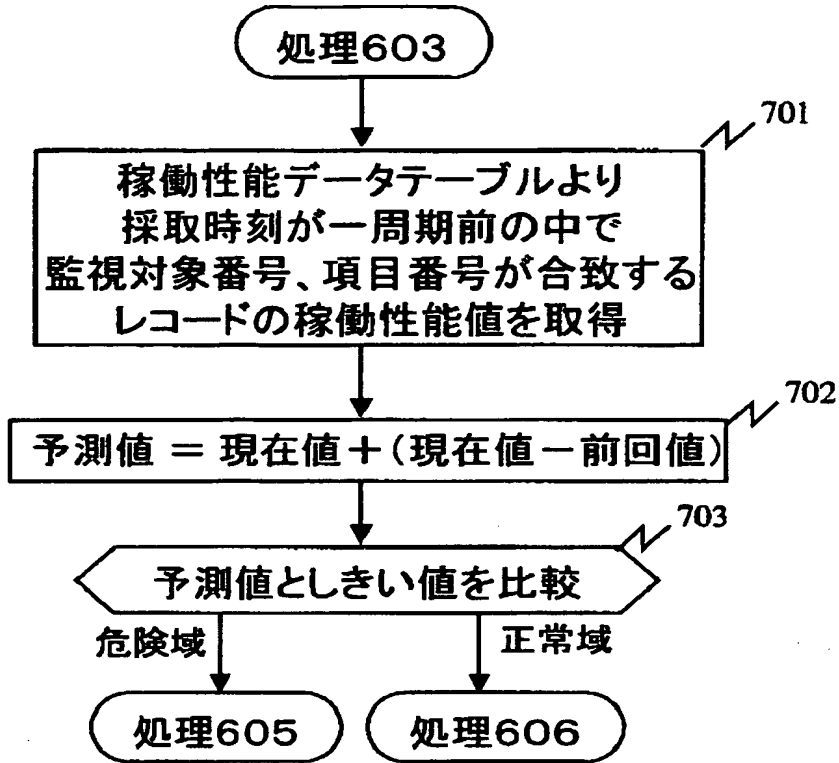 処理603
701
稼働性能データテーブルより
採取時刻が一周期前の中で
監視対象番号、項目番号が合致する
レコードの稼働性能値を取得
702
予測値 = 現在値+(現在値-前回値)
703
予測値としきい値を比較
危険域
正常域
処理605
処理606